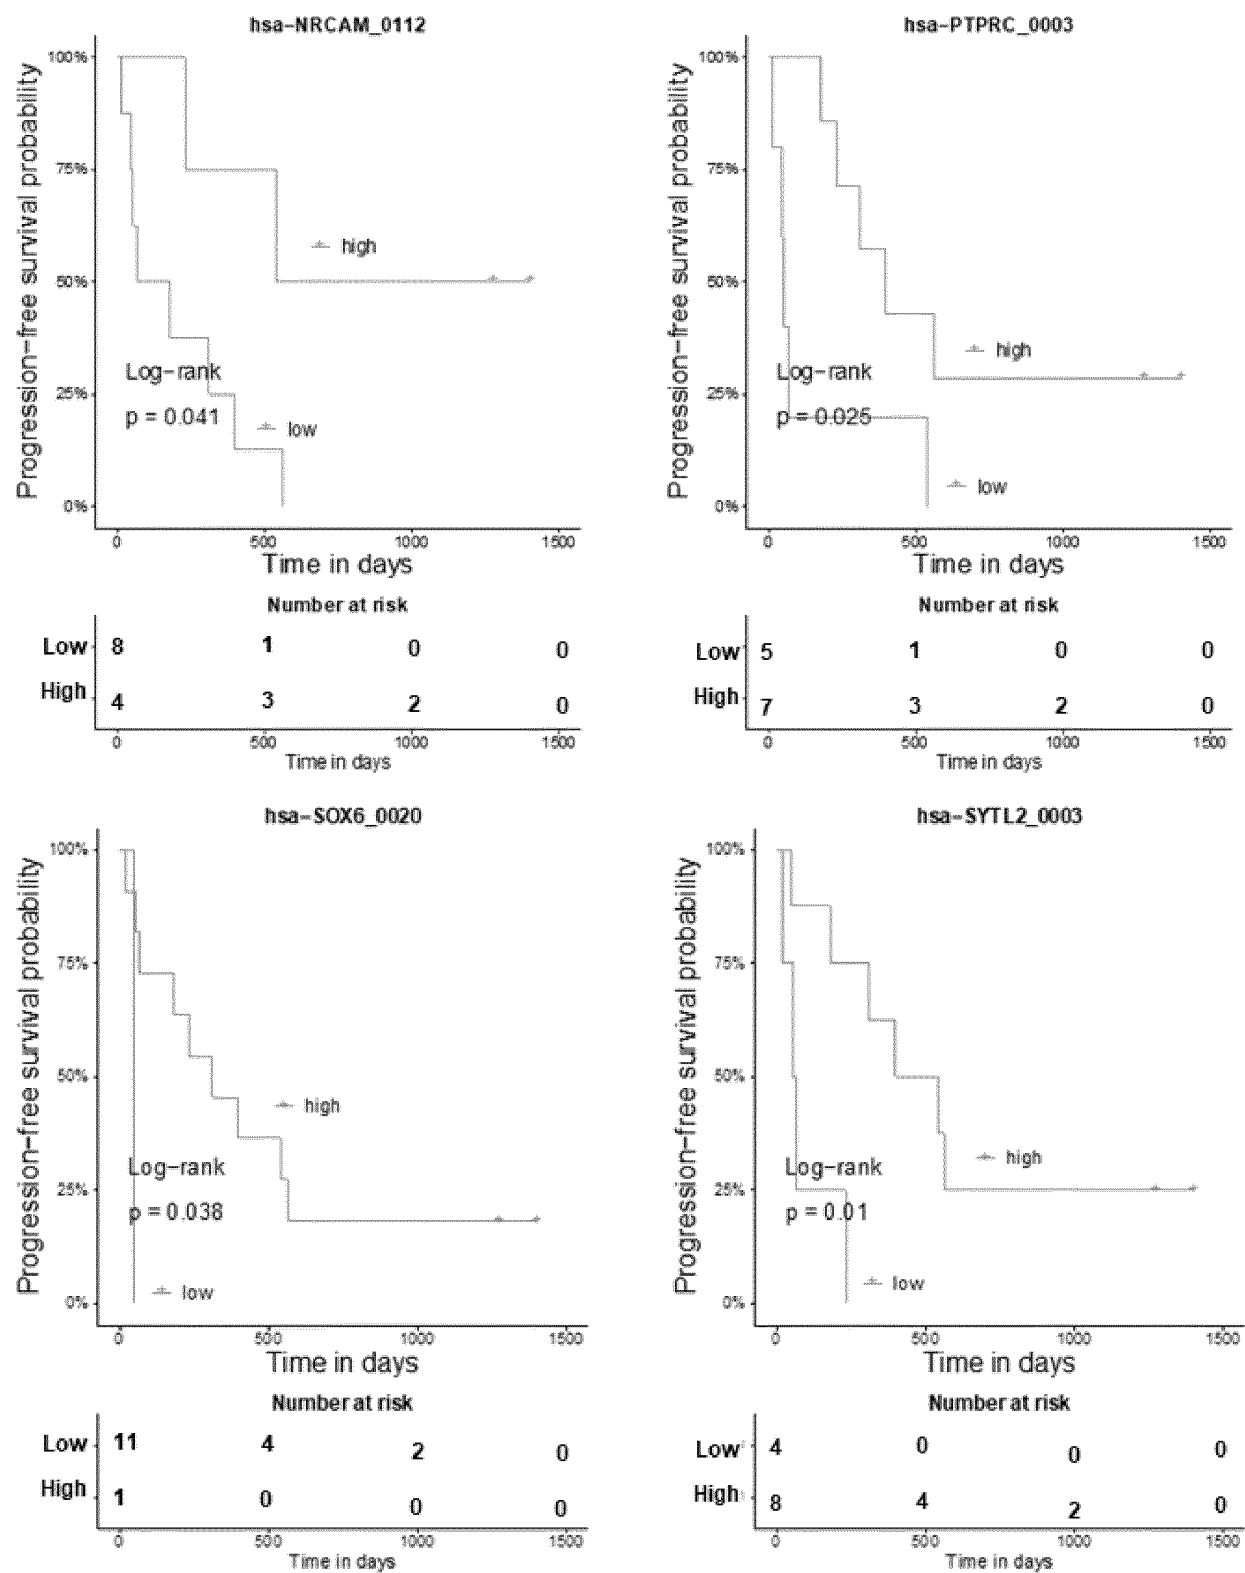 hsa-NRCAM_0112
Progression-free survival probability
100%
75%
50%
25%
0%
high
Log-rank
p = 0.041
low
0 500 1000 1500
Time in days
Number at risk
Low 8 1 0 0
High 4 3 2 0
0 500 1000 1500
Time in days
hsa-PTPRC_0003
Progression-free survival probability
100%
75%
50%
25%
0%
high
Log-rank
p = 0.025
low
0 500 1000 1500
Time in days
Number at risk
Low 5 1 0 0
High 7 3 2 0
0 500 1000 1500
Time in days
hsa-SOX6_0020
Progression-free survival probability
100%
75%
50%
25%
0%
high
Log-rank
p = 0.038
low
0 500 1000 1500
Time in days
Number at risk
Low 11 4 2 0
High 1 0 0 0
0 500 1000 1500
Time in days
hsa-SYTL2_0003
Progression-free survival probability
100%
75%
50%
25%
0%
high
Log-rank
p = 0.01
low
0 500 1000 1500
Time in days
Number at risk
Low 4 0 0 0
High 8 4 2 0
0 500 1000 1500
Time in days